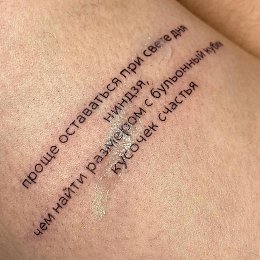 проще оставаться при свете дня
ниндзя,
чем найти размером с бульонный кубик
кусочек счастья